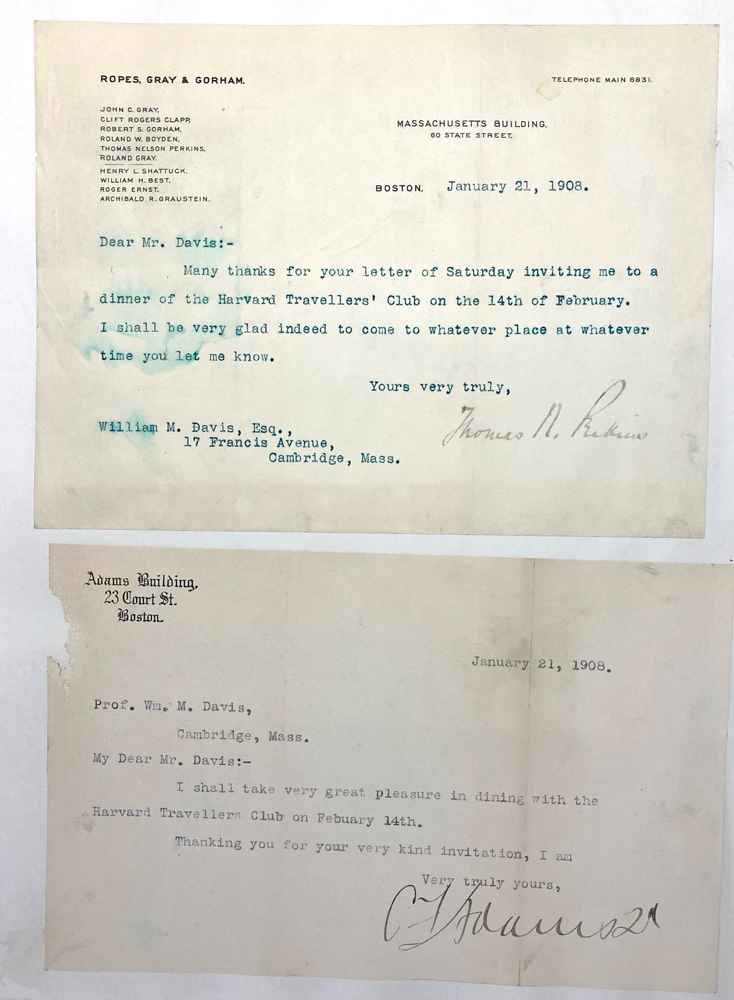 ROPES, GRAY & GORHAM.
TELEPHONE MAIN 6831.
JOHN C. GRAY,
CLIFT ROGERS CLAPP,
ROBERT S. GORHAM,
ROLAND W. BOYDEN,
THOMAS NELSON PERKINS,
ROLAND GRAY.
HENRY L. SHATTUCK,
WILLIAM H. BEST,
ROGER ERNST,
ARCHIBALD R. GRAUSTEIN.
MASSACHUSETTS BUILDING,
60 STATE STREET,
BOSTON, January 21, 1908.
Dear Mr. Davis:-
Many thanks for your letter of Saturday inviting me to a
dinner of the Harvard Travellers' Club on the 14th of February.
I shall be very glad indeed to come to whatever place at whatever
time you let me know.
Yours very truly,
Thomas N. Perkins
William M. Davis, Esq.,
17 Francis Avenue,
Cambridge, Mass.
Adams Building,
23 Court St.
Boston.
January 21, 1908.
Prof. Wm. M. Davis,
Cambridge, Mass.
My Dear Mr. Davis:-
I shall take very great pleasure in dining with the
Harvard Travellers Club on Febuary 14th.
Thanking you for your very kind invitation, I am
Very truly yours,
C F Adams 2d